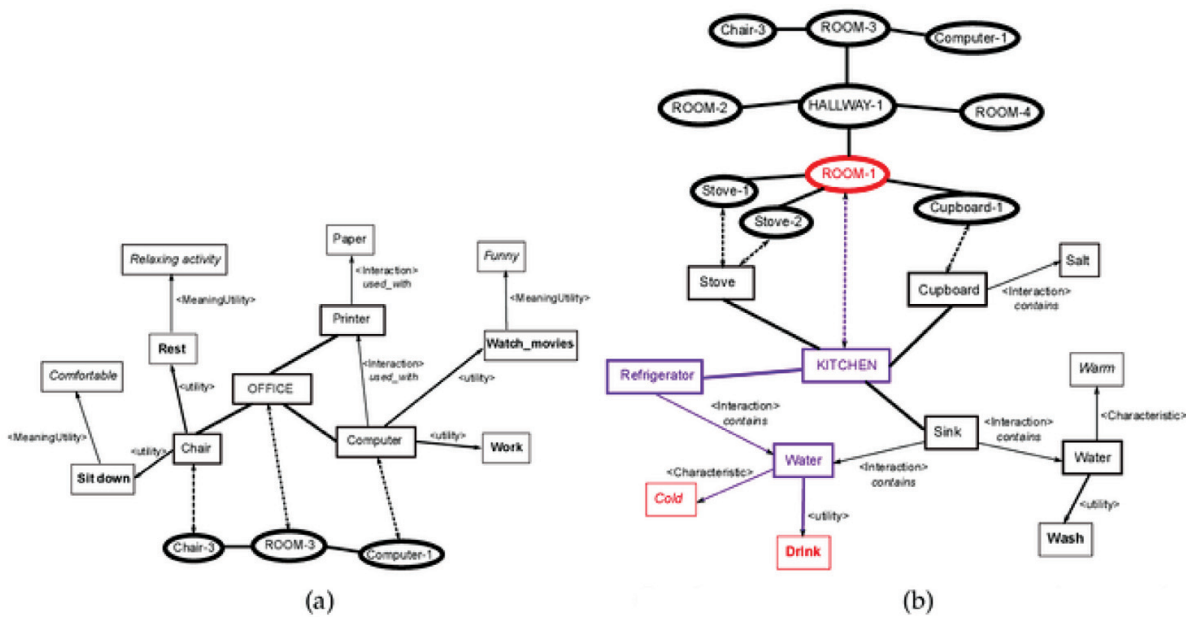 Paper
Funny
Relaxing activity
<Interaction>
used_with
<MeaningUtility>
<MeaningUtility>
Printer
Rest
Watch_movies
<Interaction>
used_with
Comfortable
<utility>
<utility>
OFFICE
<MeaningUtility>
<utility>
Chair
Computer
<utility>
Work
Sit down
Chair-3
ROOM-3
Computer-1
(a)
Chair-3
ROOM-3
Computer-1
ROOM-2
HALLWAY-1
ROOM-4
ROOM-1
Stove-1
Stove-2
Cupboard-1
Stove
Cupboard
Salt
<Interaction>
contains
Refrigerator
KITCHEN
Warm
<Interaction>
contains
<Characteristic>
Sink
<Interaction>
contains
Water
<Characteristic>
Water
<Interaction>
contains
Cold
<utility>
<utility>
Drink
Wash
(b)